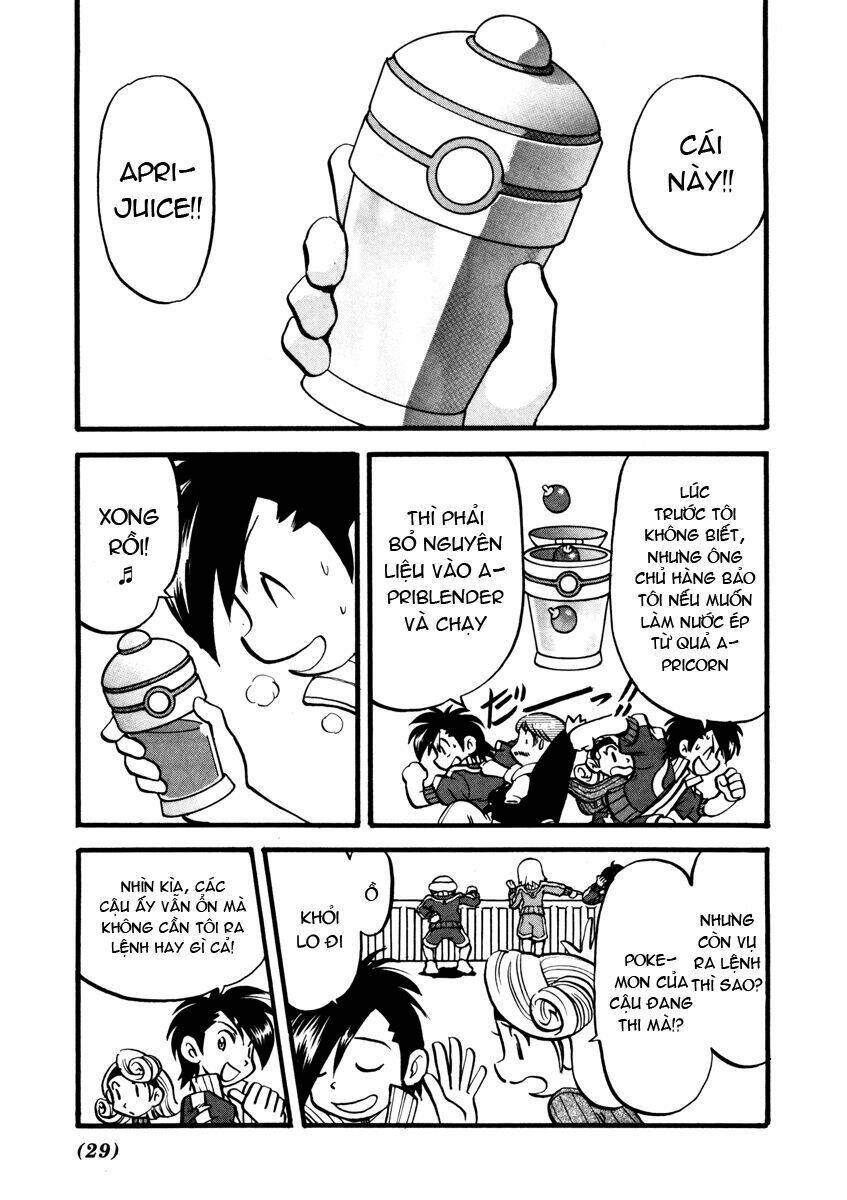 CÁI
NÀY!!
APRI-
JUICE!!
LÚC
TRƯỚC TÔI
KHÔNG BIẾT,
NHƯNG ÔNG
CHỦ HÀNG BẢO
TÔI NẾU MUỐN
LÀM NƯỚC ÉP
TỪ QUẢ A-
PRICORN
THÌ PHẢI
BỎ NGUYÊN
LIỆU VÀO A-
PRIBLENDER
VÀ CHẠY
だーっ!!
XONG
RỒI!
♫
NHƯNG
CÒN VỤ
RA LỆNH
THÌ SAO?
POKE-
MON CỦA
CẬU ĐANG
THI MÀ!?
Ồ
KHỎI
LO ĐI
NHÌN KÌA, CÁC
CẬU ẤY VẪN ỔN MÀ
KHÔNG CẦN TÔI RA
LỆNH HAY GÌ CẢ!
(29)